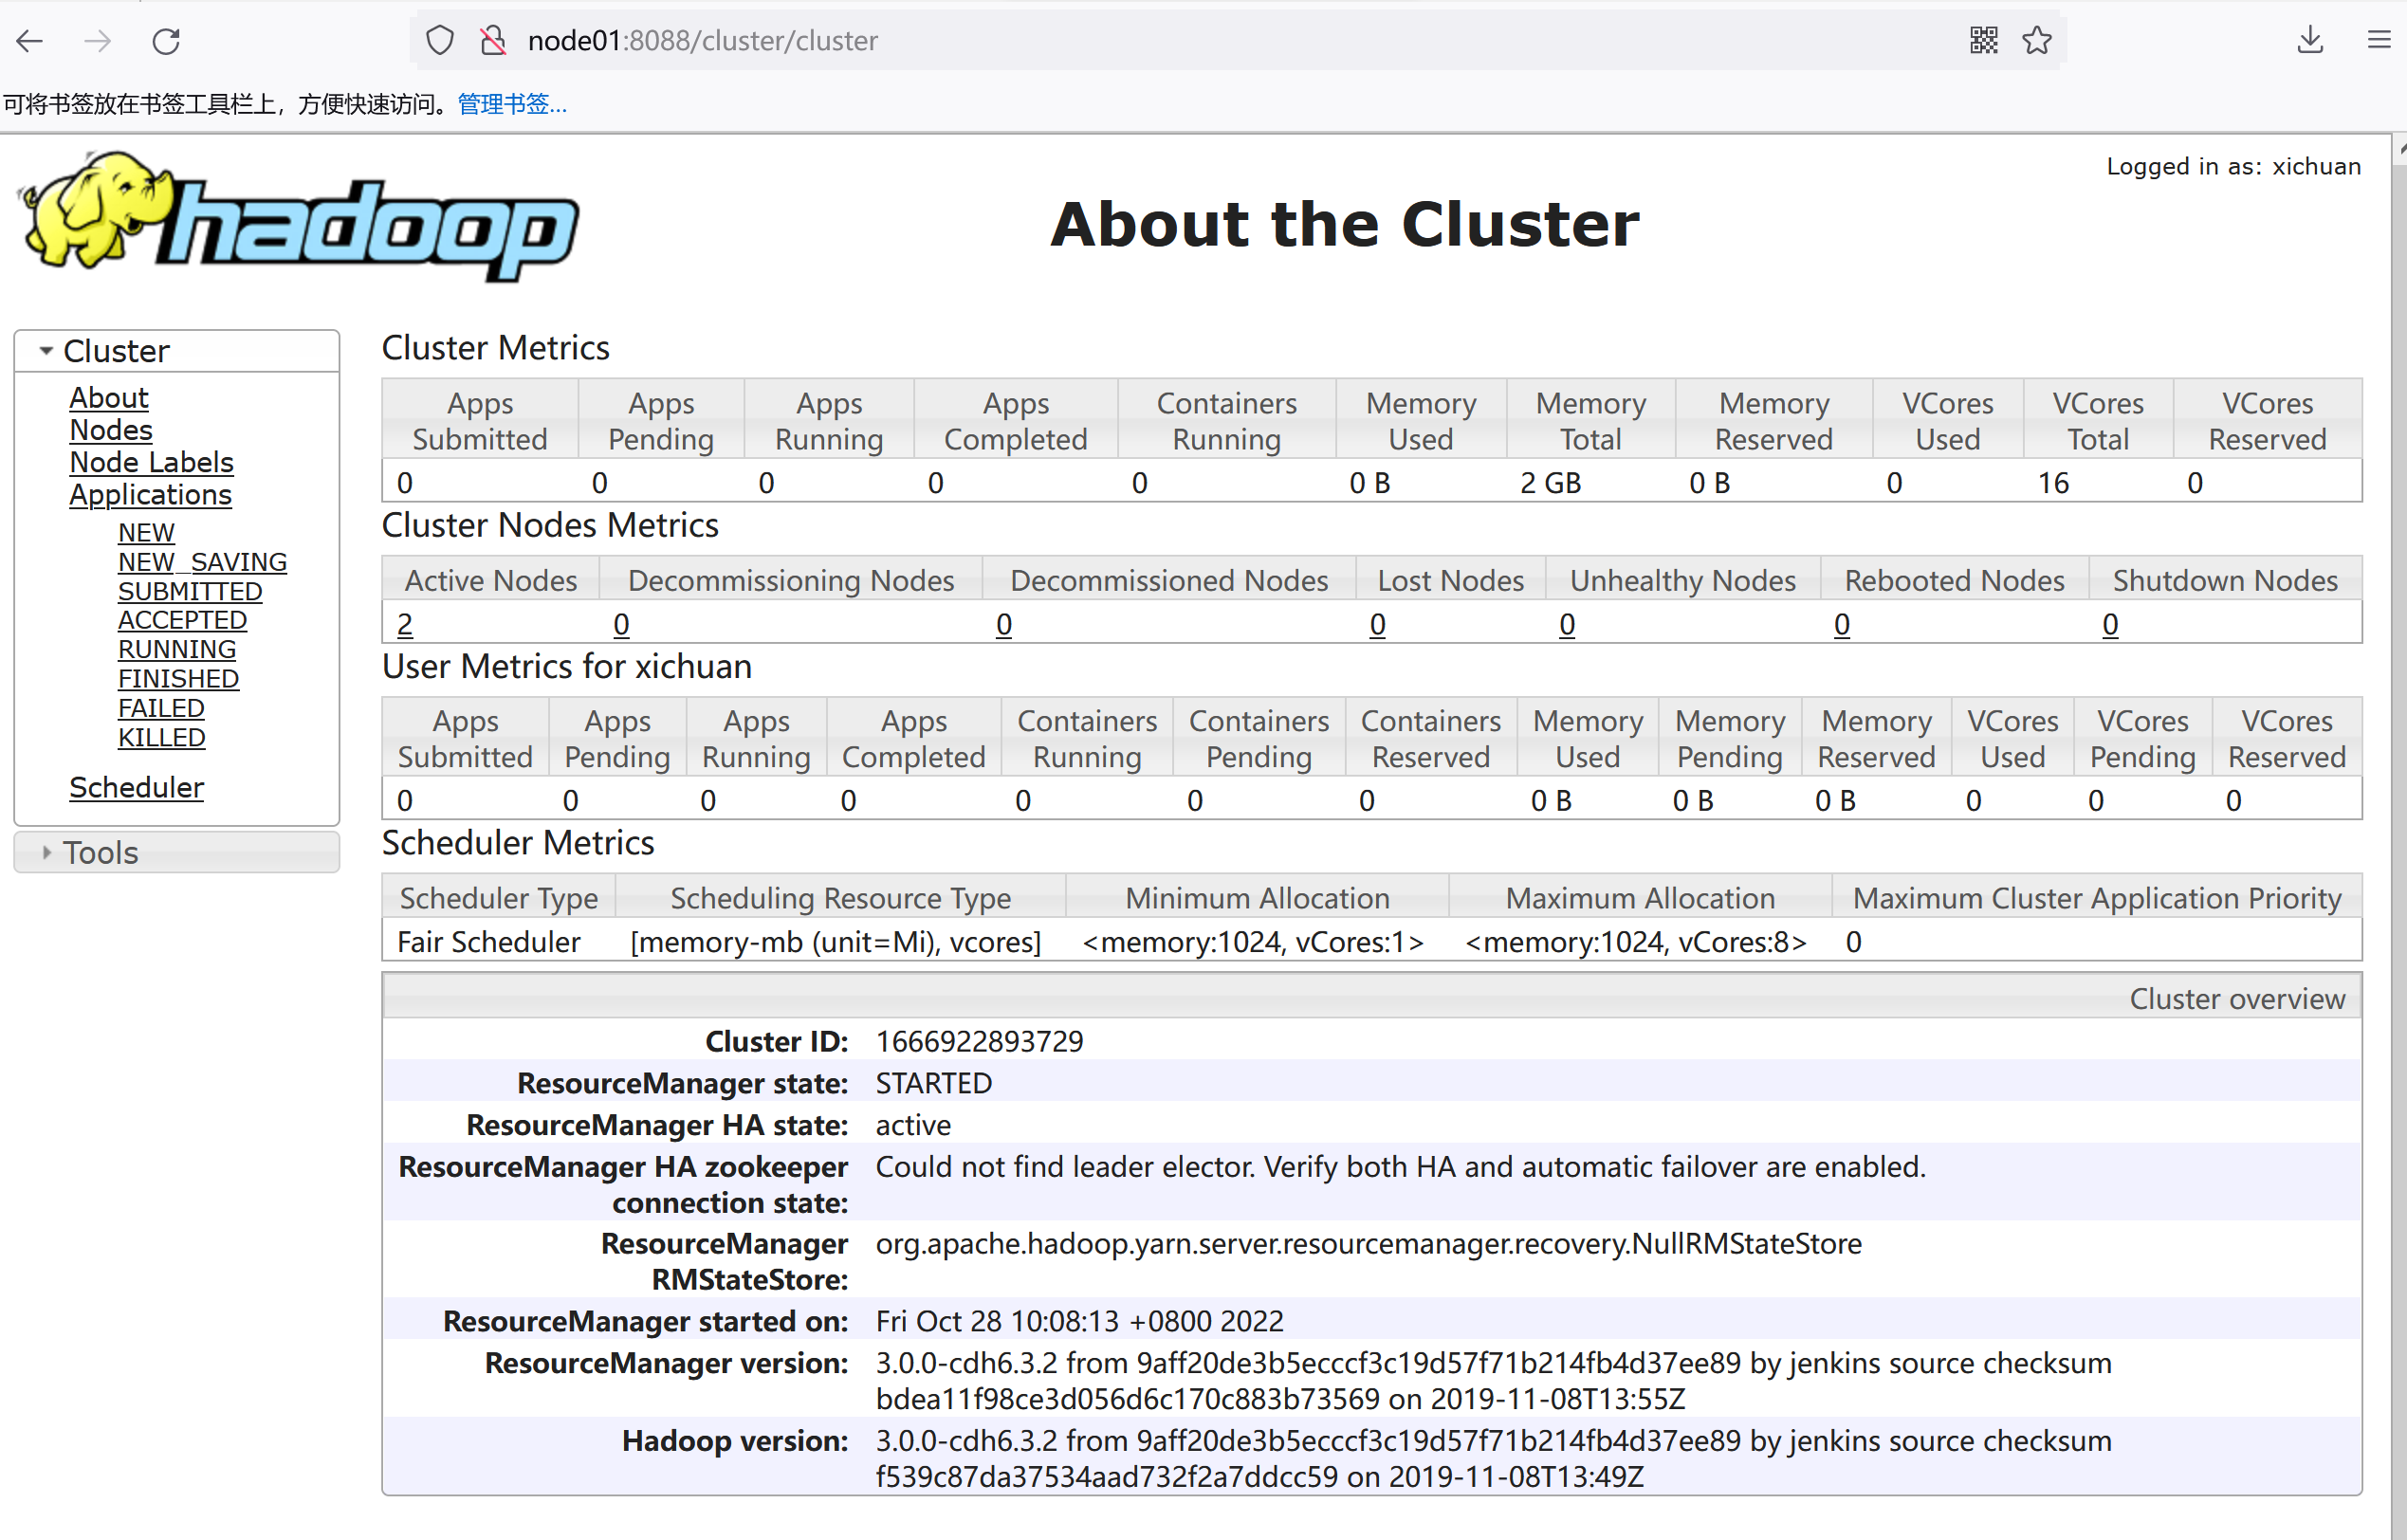 node01:8088/cluster/cluster
可将书签放在书签工具栏上，方便快速访问。管理书签...
hadoop
Logged in as: xichuan
About the Cluster
Cluster
About
Nodes
Node Labels
Applications
NEW
NEW_SAVING
SUBMITTED
ACCEPTED
RUNNING
FINISHED
FAILED
KILLED
Scheduler
Tools
Cluster Metrics
Apps Submitted Apps Pending Apps Running Apps Completed Containers Running Memory Used Memory Total Memory Reserved VCores Used VCores Total VCores Reserved
0 0 0 0 0 0 B 2 GB 0 B 0 16 0
Cluster Nodes Metrics
Active Nodes Decommissioning Nodes Decommissioned Nodes Lost Nodes Unhealthy Nodes Rebooted Nodes Shutdown Nodes
2 0 0 0 0 0 0
User Metrics for xichuan
Apps Submitted Apps Pending Apps Running Apps Completed Containers Running Containers Pending Containers Reserved Memory Used Memory Pending Memory Reserved VCores Used VCores Pending VCores Reserved
0 0 0 0 0 0 0 0 B 0 B 0 B 0 0 0
Scheduler Metrics
Scheduler Type Scheduling Resource Type Minimum Allocation Maximum Allocation Maximum Cluster Application Priority
Fair Scheduler [memory-mb (unit=Mi), vcores] <memory:1024, vCores:1> <memory:1024, vCores:8> 0
Cluster overview
Cluster ID: 1666922893729
ResourceManager state: STARTED
ResourceManager HA state: active
ResourceManager HA zookeeper connection state: Could not find leader elector. Verify both HA and automatic failover are enabled.
ResourceManager RMStateStore: org.apache.hadoop.yarn.server.resourcemanager.recovery.NullRMStateStore
ResourceManager started on: Fri Oct 28 10:08:13 +0800 2022
ResourceManager version: 3.0.0-cdh6.3.2 from 9aff20de3b5ecccf3c19d57f71b214fb4d37ee89 by jenkins source checksum
bdea11f98ce3d056d6c170c883b73569 on 2019-11-08T13:55Z
Hadoop version: 3.0.0-cdh6.3.2 from 9aff20de3b5ecccf3c19d57f71b214fb4d37ee89 by jenkins source checksum
f539c87da37534aad732f2a7ddcc59 on 2019-11-08T13:49Z